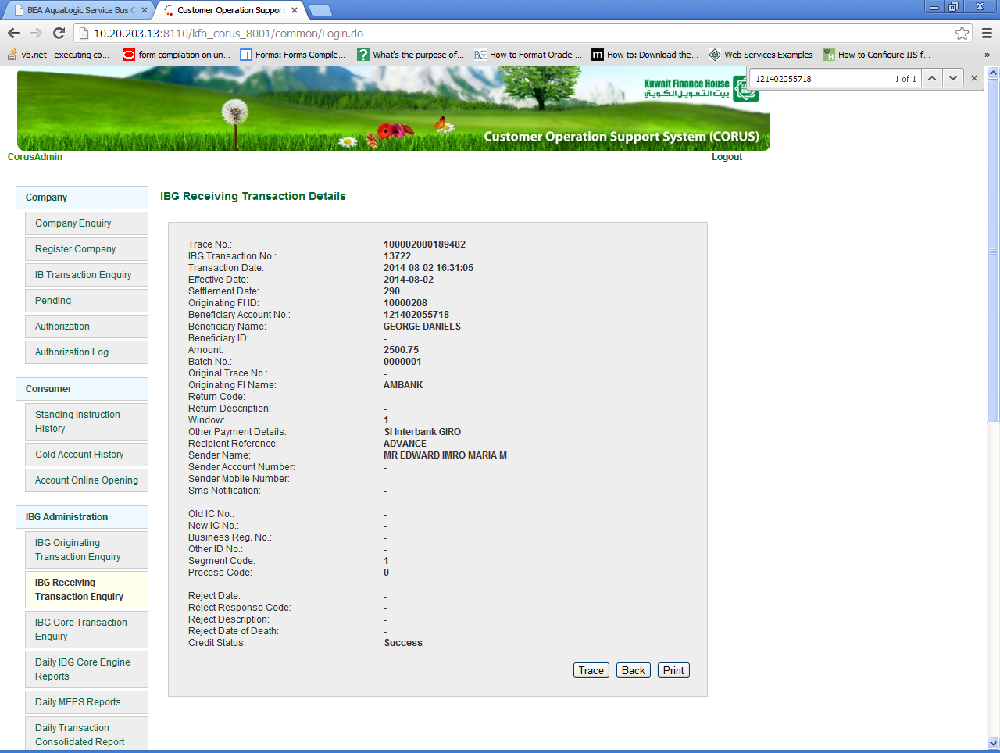 BEA AquaLogic Service Bus
Customer Operation Support
10.20.203.13:8110/kfh_corus_8001/common/Login.do
vb.net - executing co...
form compilation on un...
Forms: Forms Compile...
What's the purpose of...
How to Format Oracle ...
How to: Download the...
Web Services Examples
How to Configure IIS f...
»
121402055718
1 of 1
Kuwait Finance House
بيت التمويل الكويتي
Customer Operation Support System (CORUS)
CorusAdmin
Logout
Company
Company Enquiry
Register Company
IB Transaction Enquiry
Pending
Authorization
Authorization Log
Consumer
Standing Instruction
History
Gold Account History
Account Online Opening
IBG Administration
IBG Originating
Transaction Enquiry
IBG Receiving
Transaction Enquiry
IBG Core Transaction
Enquiry
Daily IBG Core Engine
Reports
Daily MEPS Reports
Daily Transaction
Consolidated Report
IBG Receiving Transaction Details
Trace No.: 100002080189482
IBG Transaction No.: 13722
Transaction Date: 2014-08-02 16:31:05
Effective Date: 2014-08-02
Settlement Date: 290
Originating FI ID: 10000208
Beneficiary Account No.: 121402055718
Beneficiary Name: GEORGE DANIELS
Beneficiary ID: -
Amount: 2500.75
Batch No.: 0000001
Original Trace No.: -
Originating FI Name: AMBANK
Return Code: -
Return Description: -
Window: 1
Other Payment Details: SI Interbank GIRO
Recipient Reference: ADVANCE
Sender Name: MR EDWARD IMRO MARIA M
Sender Account Number: -
Sender Mobile Number: -
Sms Notification: -
Old IC No.: -
New IC No.: -
Business Reg. No.: -
Other ID No.: -
Segment Code: 1
Process Code: 0
Reject Date: -
Reject Response Code: -
Reject Description: -
Reject Date of Death: -
Credit Status: Success
Trace
Back
Print